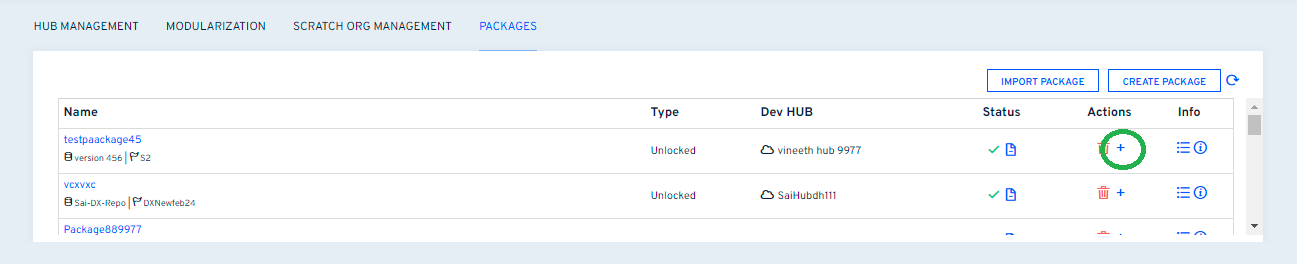 HUB MANAGEMENT MODULARIZATION SCRATCH ORG MANAGEMENT PACKAGES
IMPORT PACKAGE CREATE PACKAGE
Name Type Dev HUB Status Actions Info
testpaackage45
Unlocked vineeth hub 9977
version 456 | S2
vcxvxc
Unlocked SaiHubdh111
Sai-DX-Repo | DXNewfeb24
Package889977